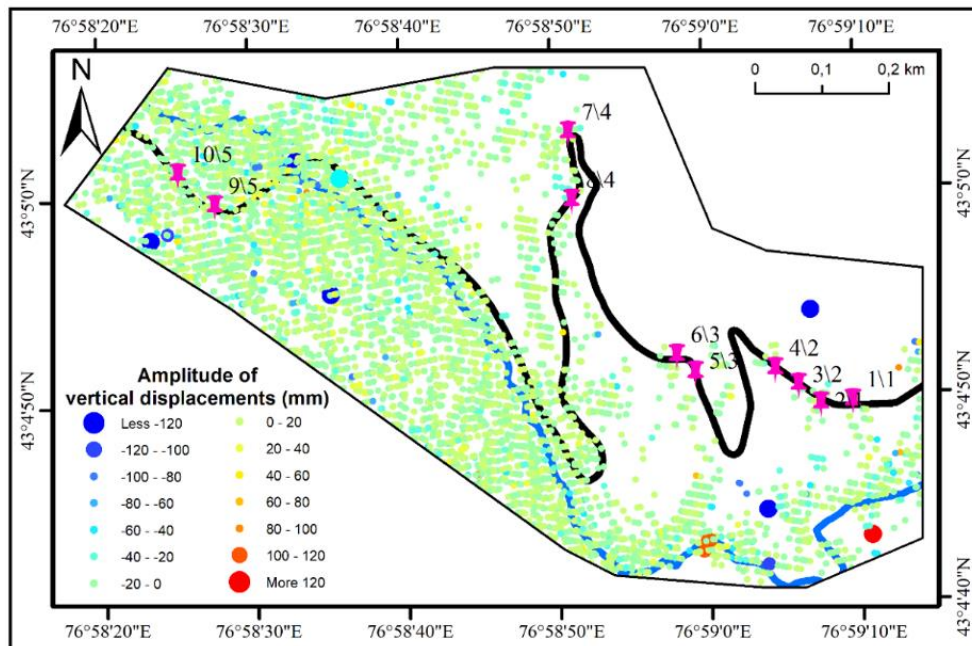 76°58'20"E 76°58'30"E 76°58'40"E 76°58'50"E 76°59'0"E 76°59'10"E
N
0 0,1 0,2 km
7\4
10\5
8\4
9\5
43°5'0"N 43°5'0"N
6\3
5\3
4\2
3\2
1\1
43°4'50"N 43°4'50"N
Amplitude of
vertical displacements (mm)
Less -120 0 - 20
-120 - -100 20 - 40
-100 - -80 40 - 60
-80 - -60 60 - 80
-60 - -40 80 - 100
-40 - -20 100 - 120
-20 - 0 More 120
43°4'40"N
76°58'20"E 76°58'30"E 76°58'40"E 76°58'50"E 76°59'0"E 76°59'10"E